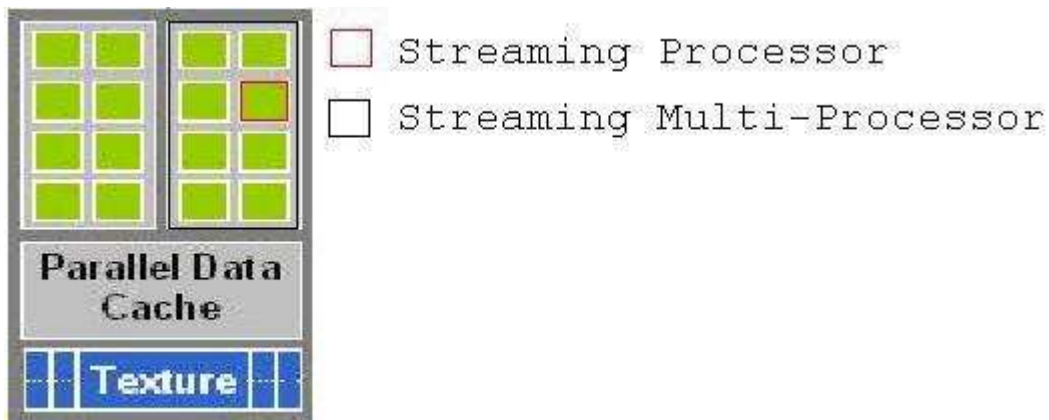 Streaming Processor
Streaming Multi-Processor
Parallel Data
Cache
Texture